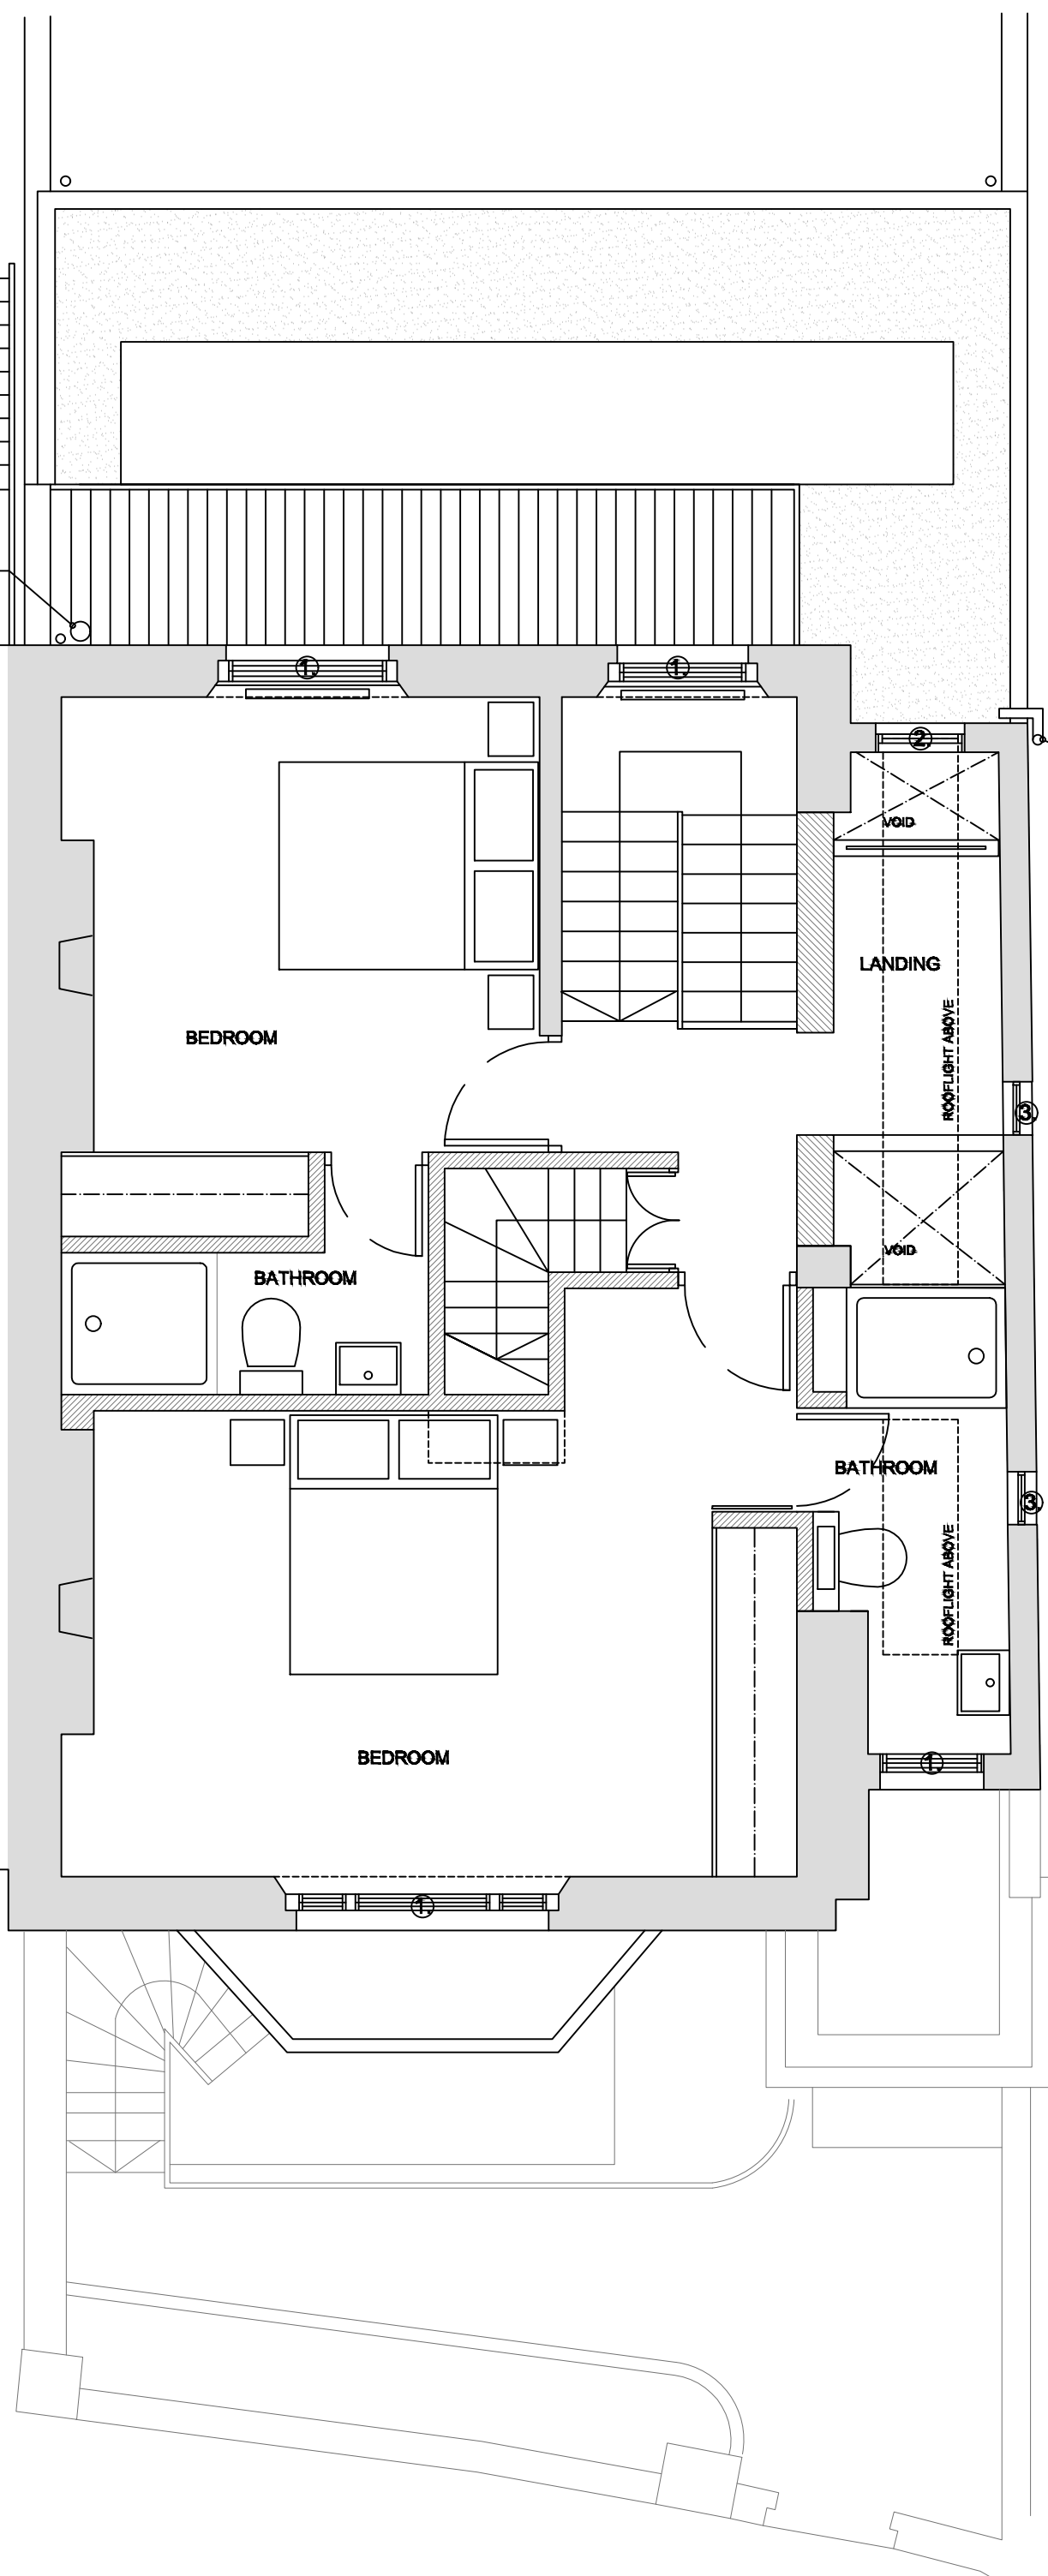 1.
1.
2.
VOID
LANDING
BEDROOM
ROOFLIGHT ABOVE
3.
VOID
BATHROOM
BATHROOM
3.
ROOFLIGHT ABOVE
BEDROOM
1.
1.